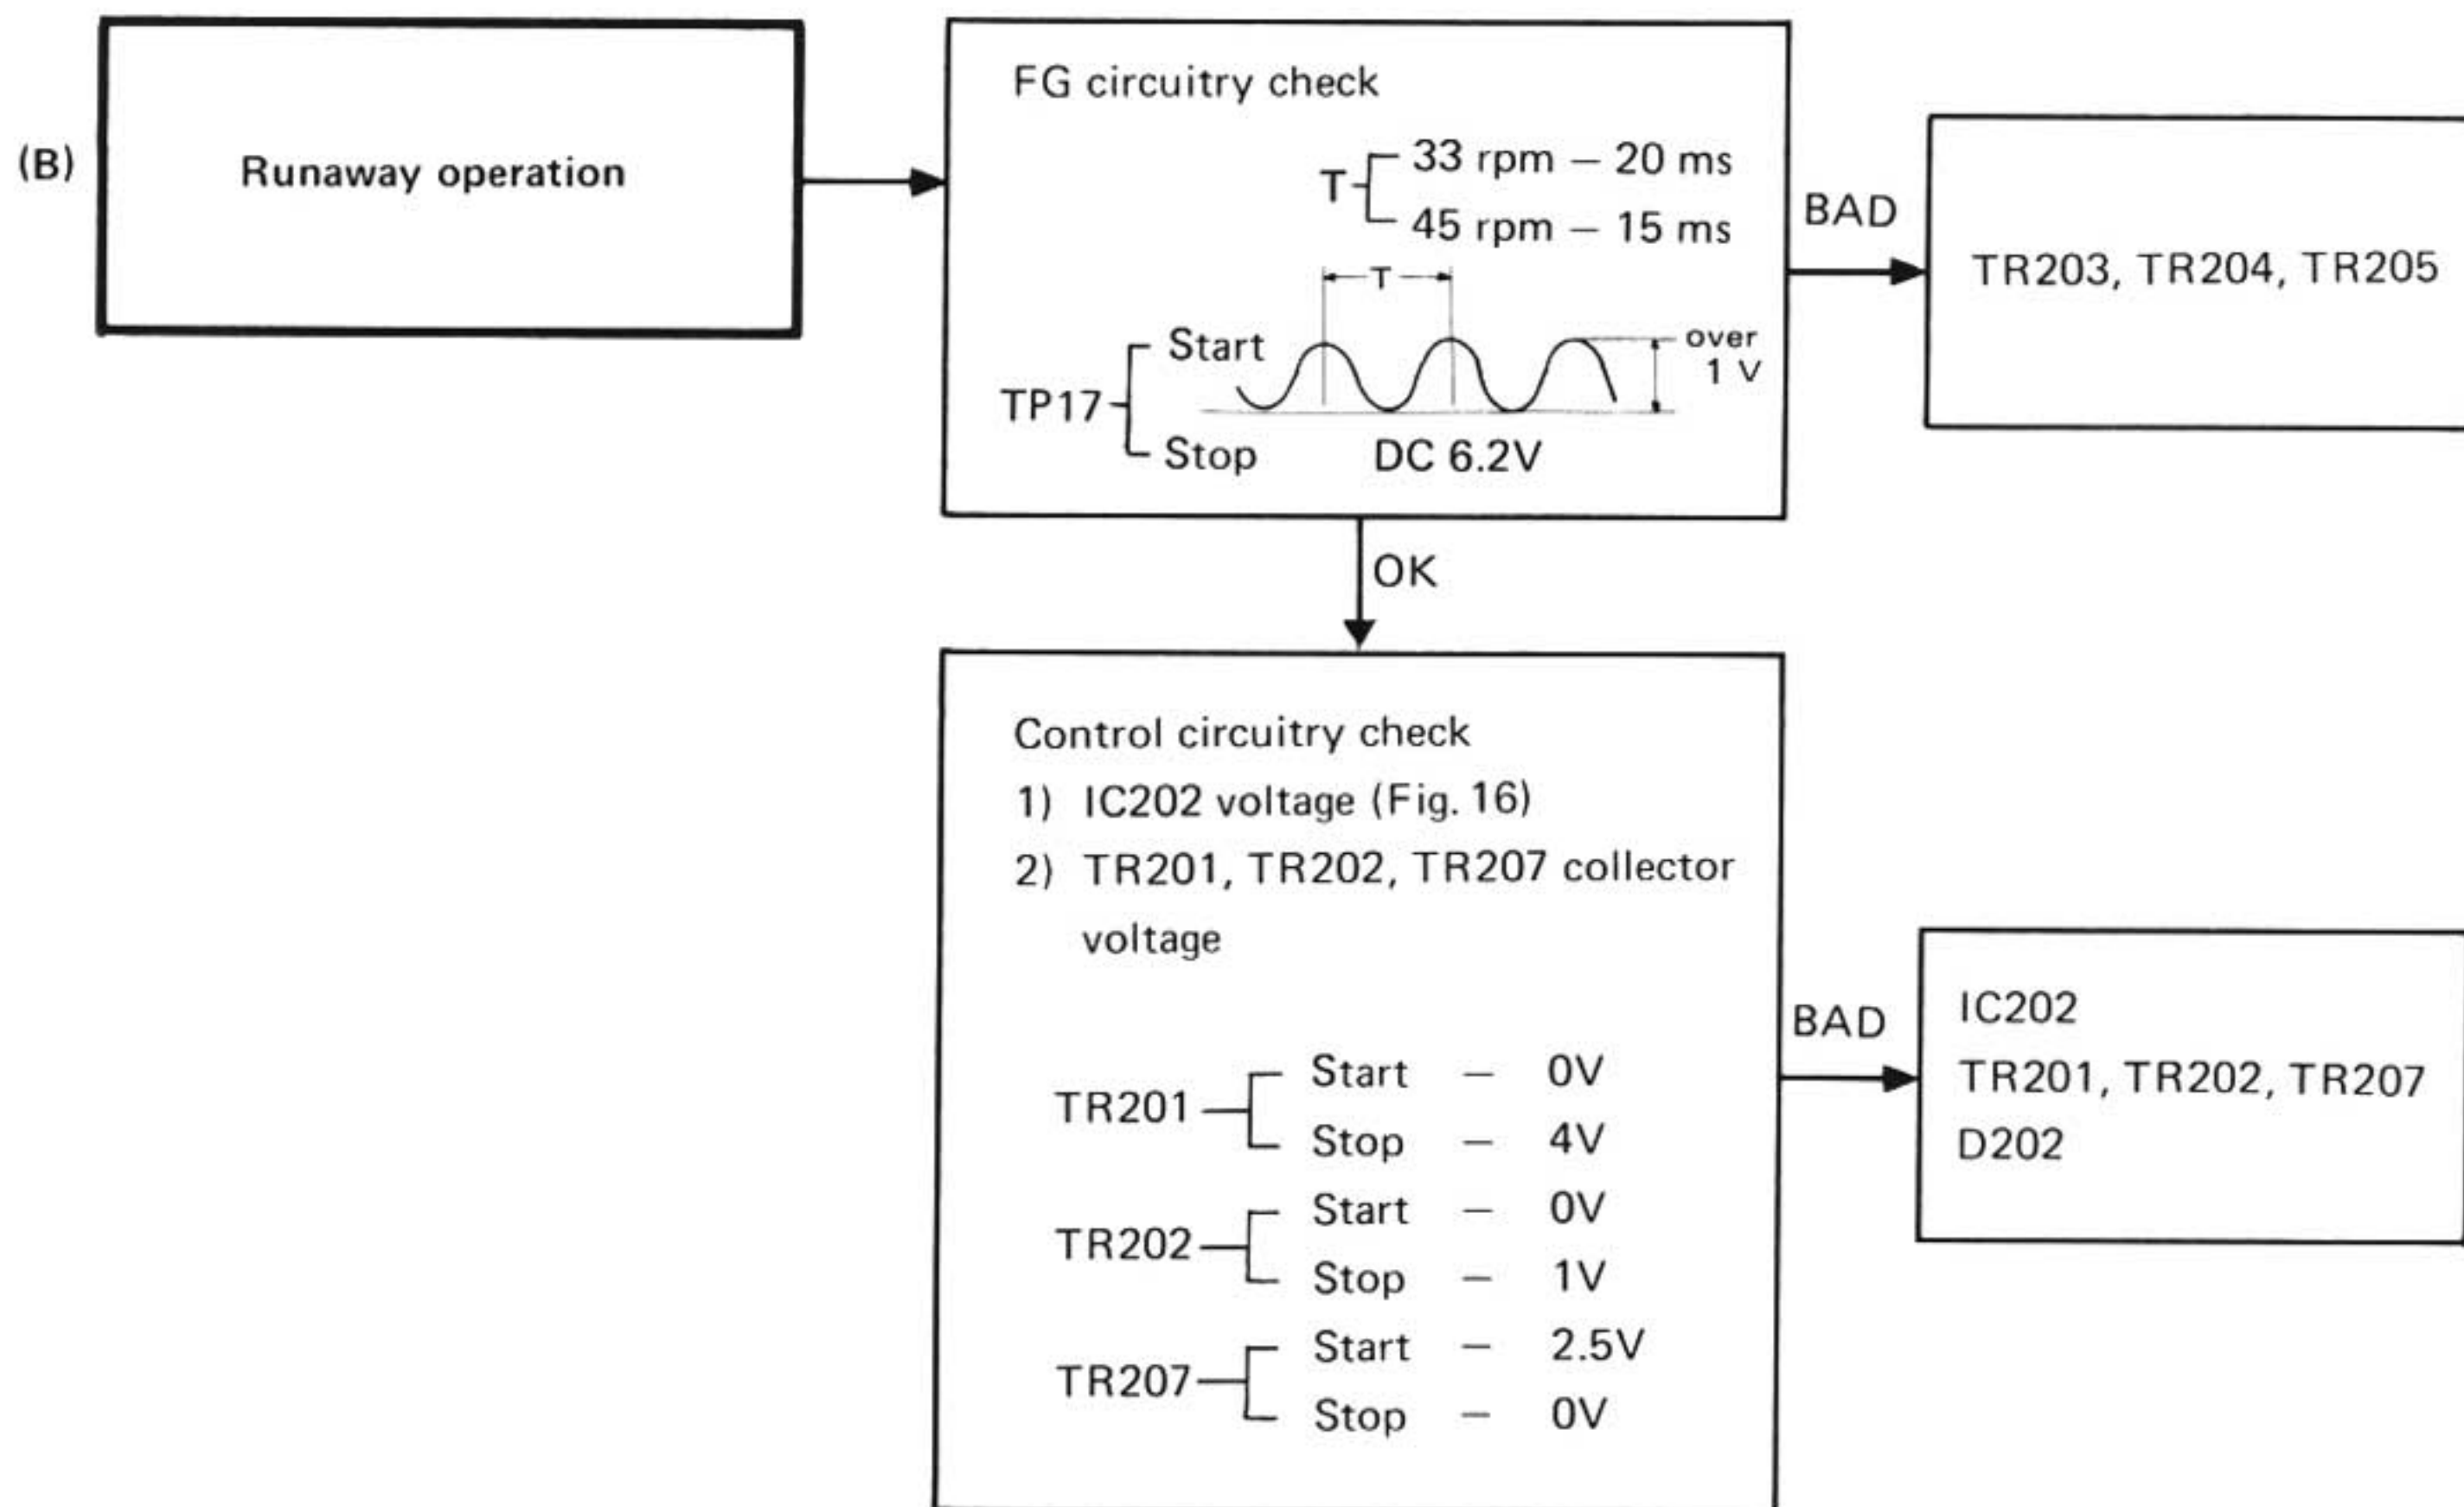 (B)
Runaway operation
FG circuitry check
T
33 rpm – 20 ms
45 rpm – 15 ms
T
TP17
Start
over
1 V
Stop
DC 6.2V
BAD
TR203, TR204, TR205
OK
Control circuitry check
1) IC202 voltage (Fig. 16)
2) TR201, TR202, TR207 collector
voltage
TR201
Start – 0V
Stop – 4V
TR202
Start – 0V
Stop – 1V
TR207
Start – 2.5V
Stop – 0V
BAD
IC202
TR201, TR202, TR207
D202